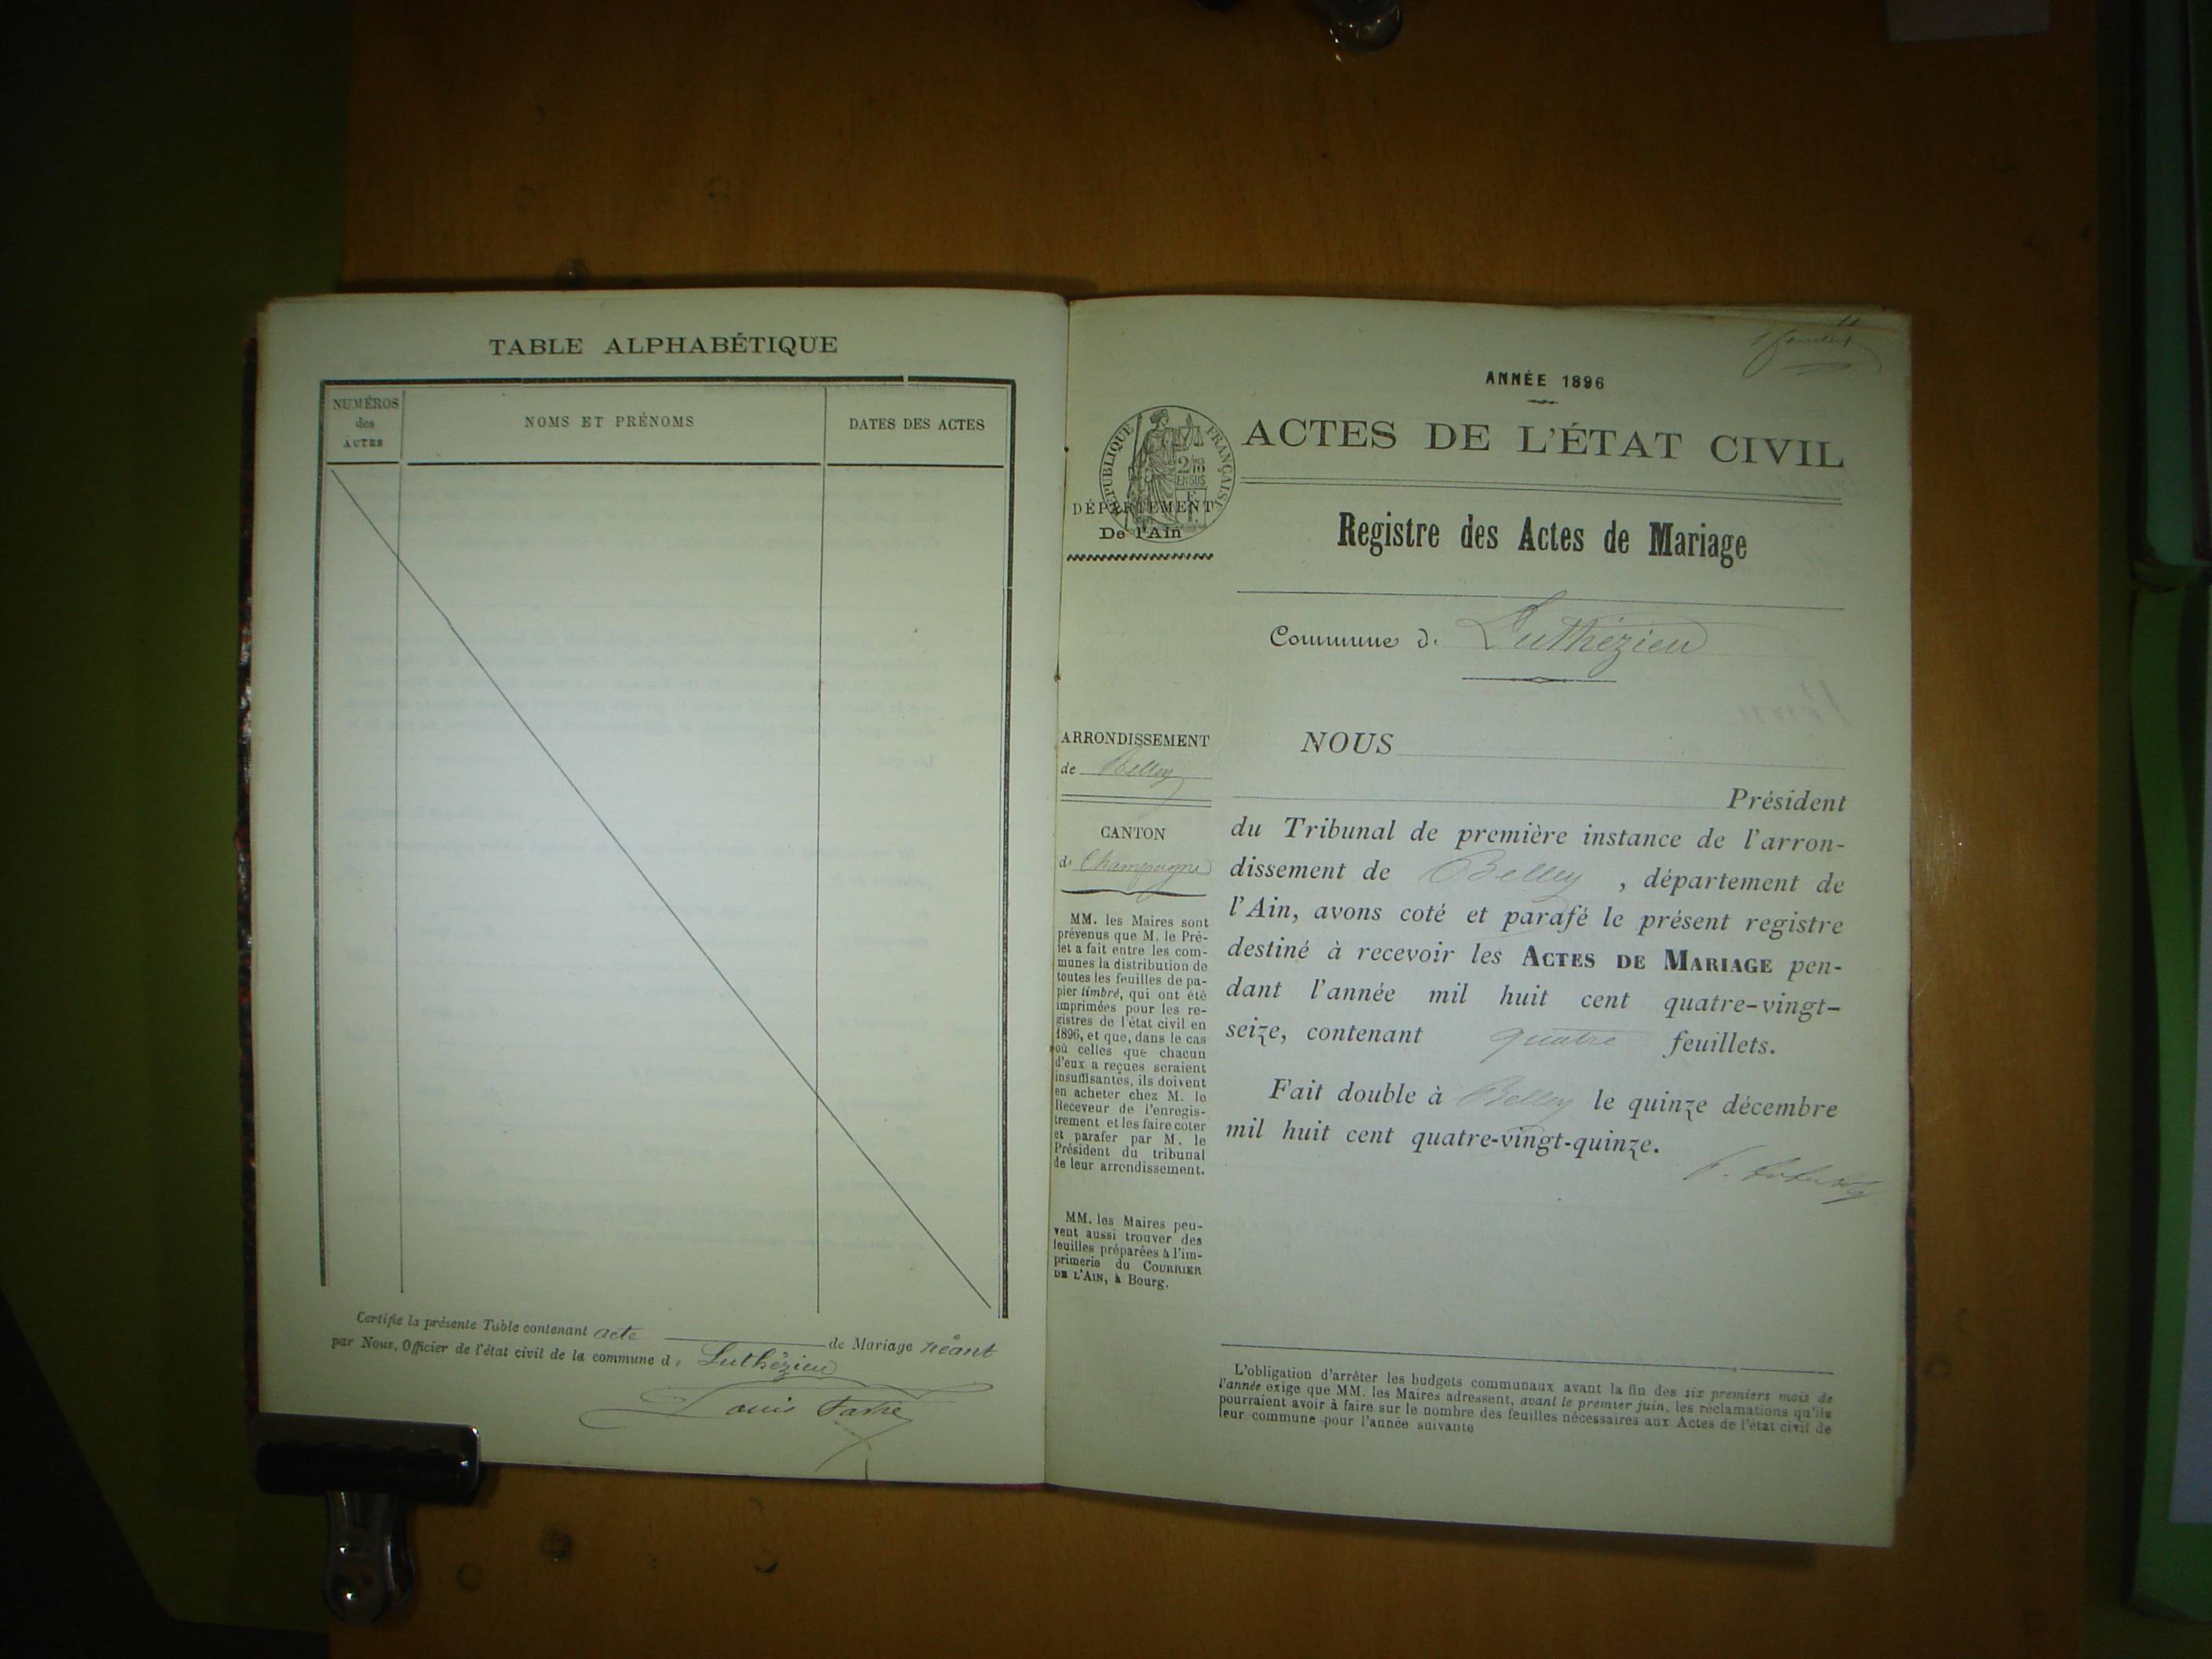 TABLE ALPHABÉTIQUE
NUMÉROS
des
ACTES
NOMS ET PRÉNOMS
DATES DES ACTES
Certifie la présente Table contenant acte de Mariage néant
par Nous, Officier de l'état civil de la commune d. Luthézieu
Louis
ANNÉE 1896
ACTES DE L'ÉTAT CIVIL
RÉPUBLIQUE FRANÇAISE
DÉPARTEMENT
De l'Ain
Registre des Actes de Mariage
Commune d. Luthézieu
ARRONDISSEMENT
de Belley
CANTON
d. Champagne
MM. les Maires sont
prévenus que M. le Pré-
fet a fait entre les com-
munes la distribution de
toutes les feuilles de pa-
pier timbré, qui ont été
imprimées pour les re-
gistres de l'état civil en
1896, et que, dans le cas
où celles que chacun
d'eux a reçues seraient
insuffisantes, ils doivent
en acheter chez M. le
Receveur de l'enregis-
trement et les faire coter
et parafer par M. le
Président du tribunal
de leur arrondissement.
MM. les Maires peu-
vent aussi trouver des
feuilles préparées à l'im-
primerie du COURRIER
DE L'AIN, à Bourg.
NOUS
Président
du Tribunal de première instance de l'arron-
dissement de Belley, département de
l'Ain, avons coté et parafé le présent registre
destiné à recevoir les ACTES DE MARIAGE pen-
dant l'année mil huit cent quatre-vingt-
seize, contenant quatre feuillets.
Fait double à Belley le quinze décembre
mil huit cent quatre-vingt-quinze.
L'obligation d'arrêter les budgets communaux avant la fin des six premiers mois de
l'année exige que MM. les Maires adressent, avant le premier juin, les réclamations qu'ils
pourraient avoir à faire sur le nombre des feuilles nécessaires aux Actes de l'état civil de
leur commune pour l'année suivante